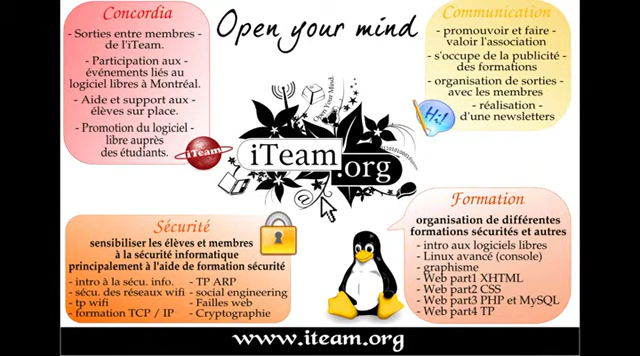 Concordia
- Sorties entre membres -
de l'iTeam.
- Participation aux -
événements liés au
logiciel libres à Montréal.
- Aide et support aux -
élèves sur place.
- Promotion du logiciel -
libre auprès
des étudiants.
iTeam
Open your mind
Communication
- promouvoir et faire -
valoir l'association
- s'occupe de la publicité -
des formations
- organisation de sorties -
avec les membres
- réalisation -
d'une newsletters
Hi!
Open Your Mind.
iTeam.org
@
Sécurité
sensibiliser les élèves et membres
à la sécurité informatique
principalement à l'aide de formation sécurité
- intro à la sécu. info.
- sécu. des réseaux wifi
- tp wifi
- formation TCP / IP
- TP ARP
- social engineering
- Failles web
- Cryptographie
Formation
organisation de différentes
formations sécurités et autres
- intro aux logiciels libres
- Linux avancé (console)
- graphisme
- Web part1 XHTML
- Web part2 CSS
- Web part3 PHP et MySQL
- Web part4 TP
www.iteam.org